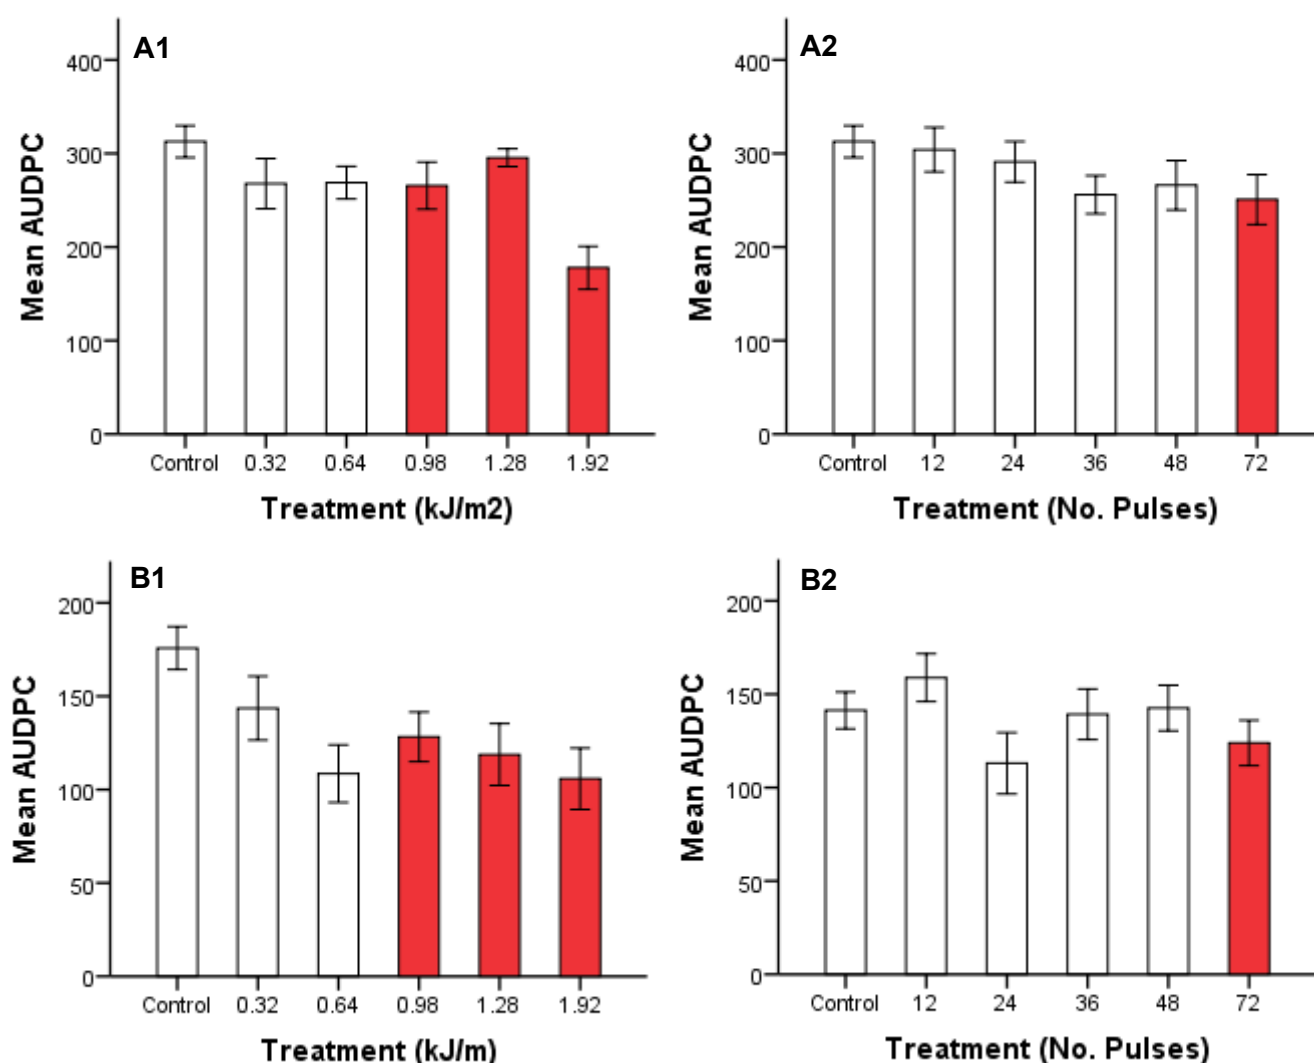 A1
400
300
200
100
0
Mean AUDPC
Control 0.32 0.64 0.98 1.28 1.92
Treatment (kJ/m2)
A2
400
300
200
100
0
Mean AUDPC
Control 12 24 36 48 72
Treatment (No. Pulses)
B1
200
150
100
50
0
Mean AUDPC
Control 0.32 0.64 0.98 1.28 1.92
Treatment (kJ/m)
B2
200
150
100
50
0
Mean AUDPC
Control 12 24 36 48 72
Treatment (No. Pulses)